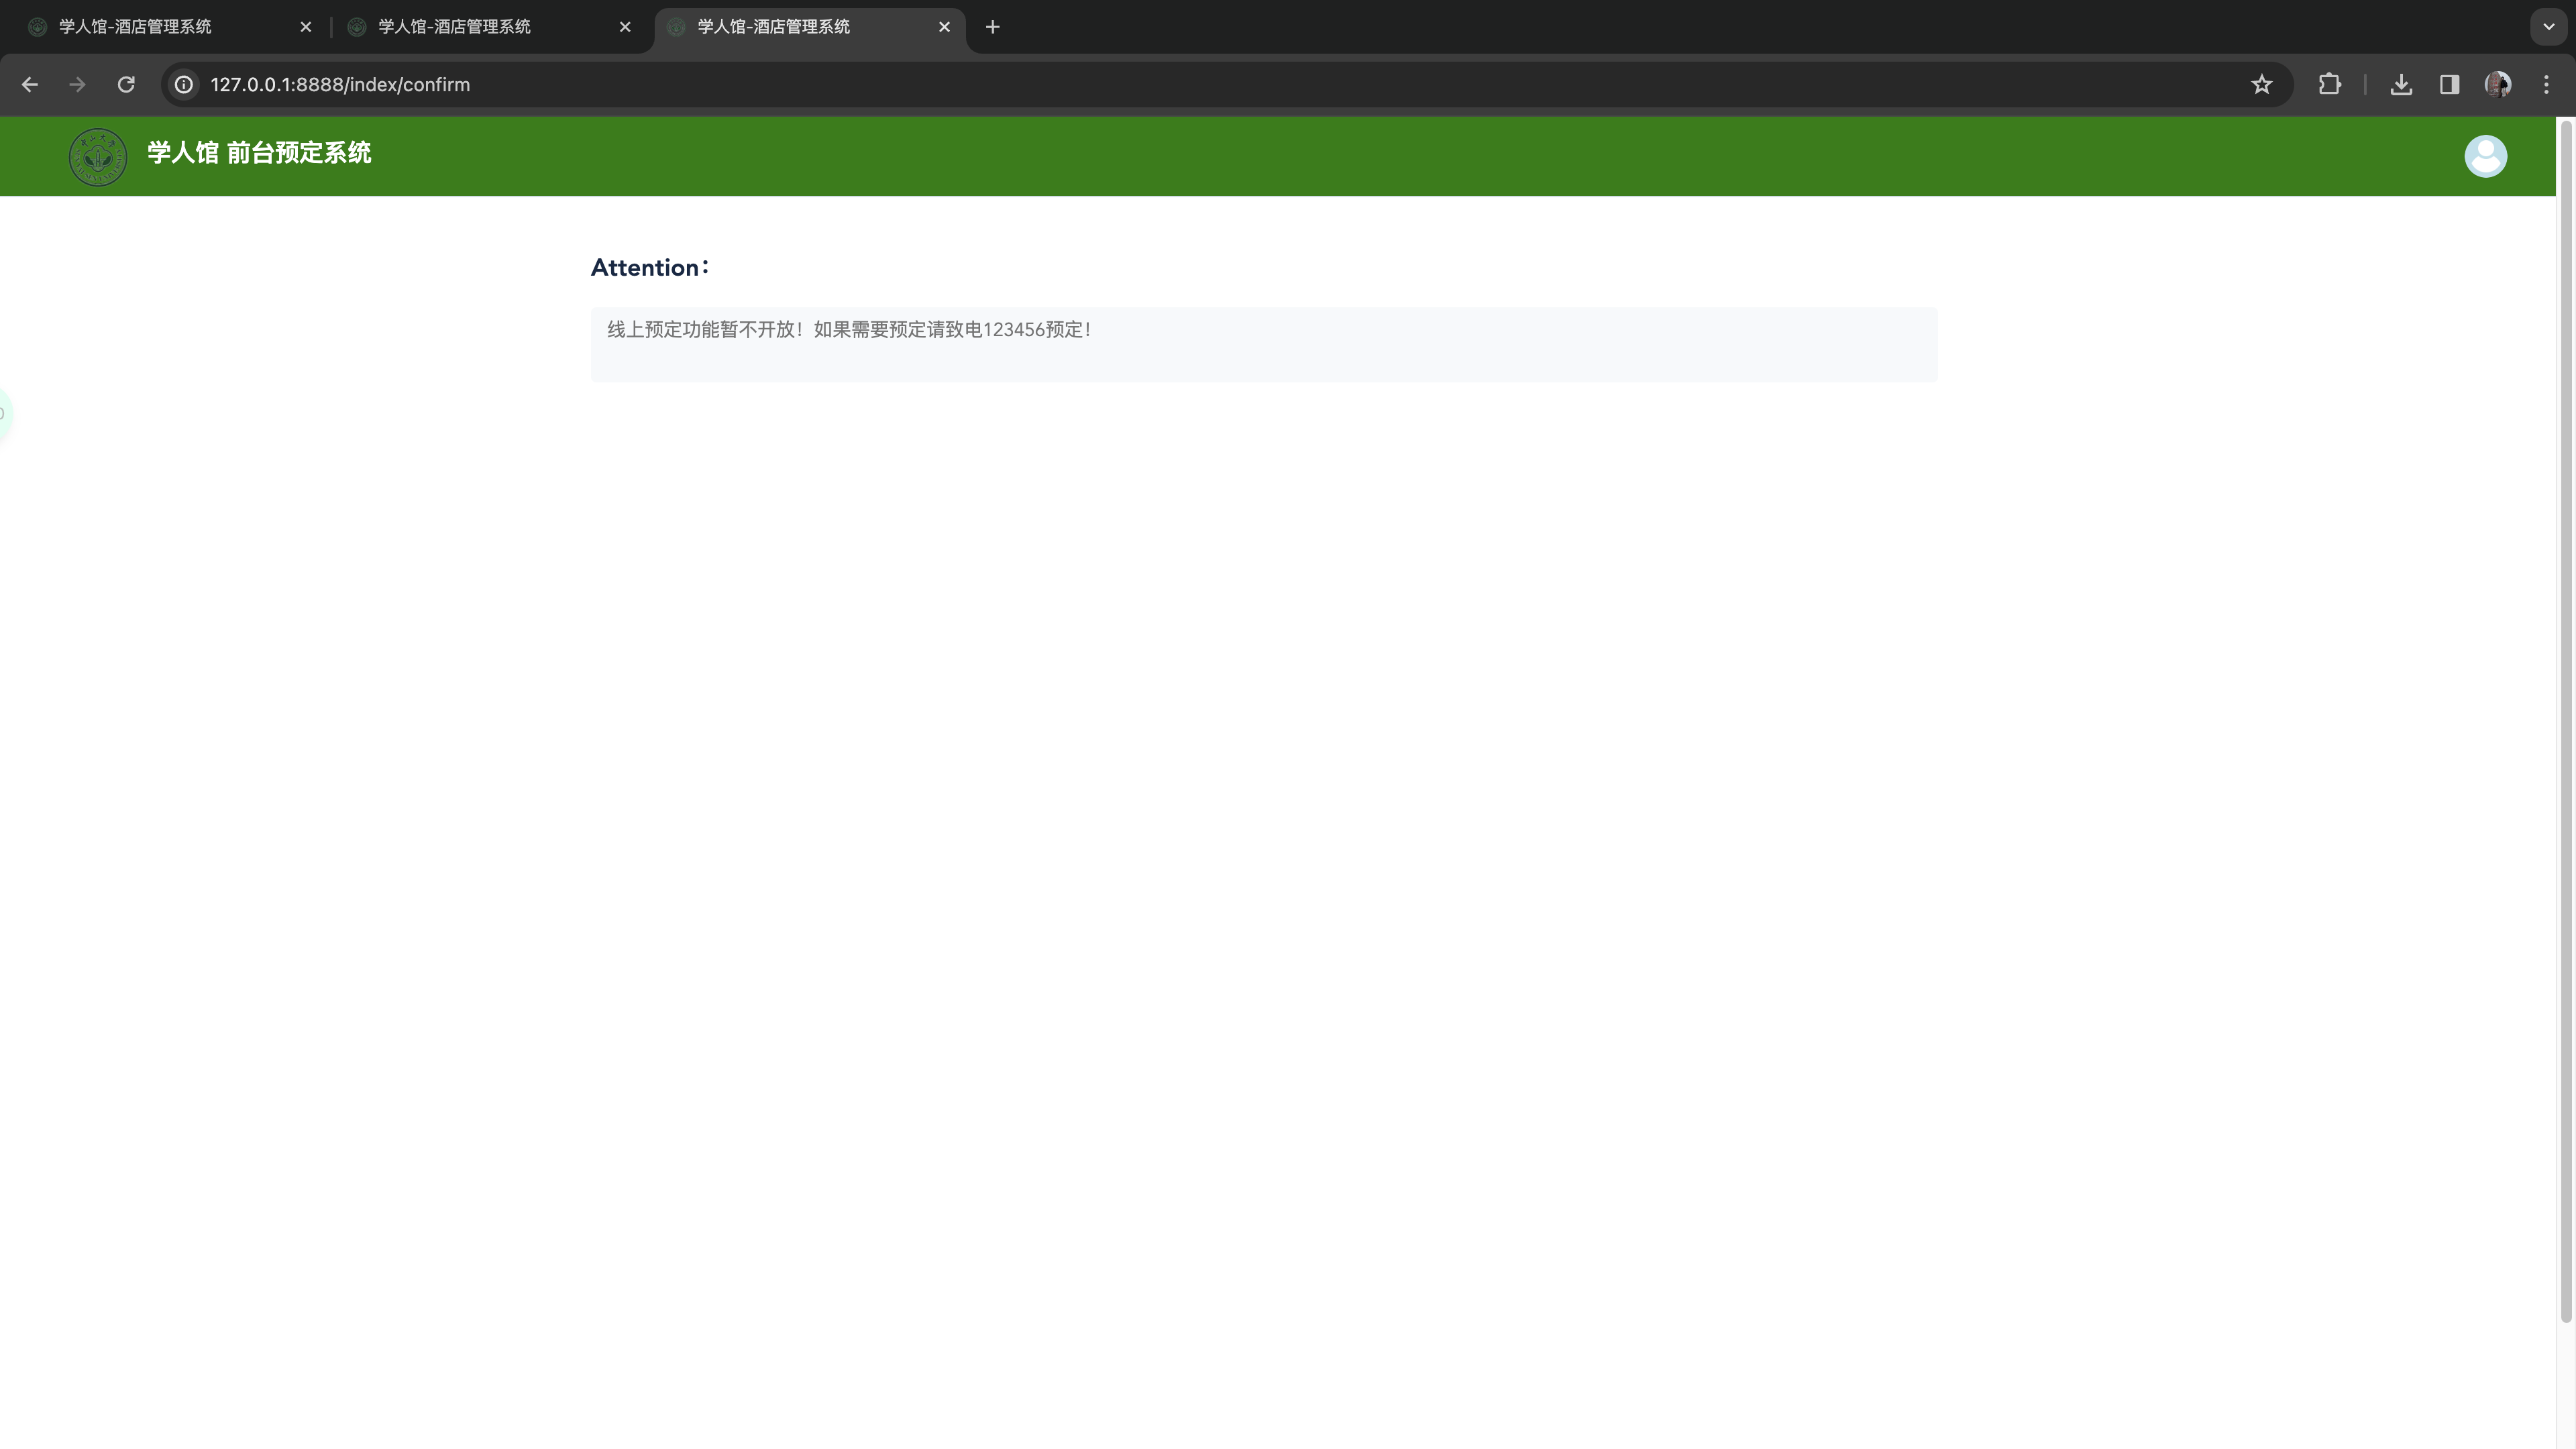 学人馆-酒店管理系统
学人馆-酒店管理系统
学人馆-酒店管理系统
127.0.0.1:8888/index/confirm
学人馆 前台预定系统
Attention：
线上预定功能暂不开放！如果需要预定请致电123456预定！